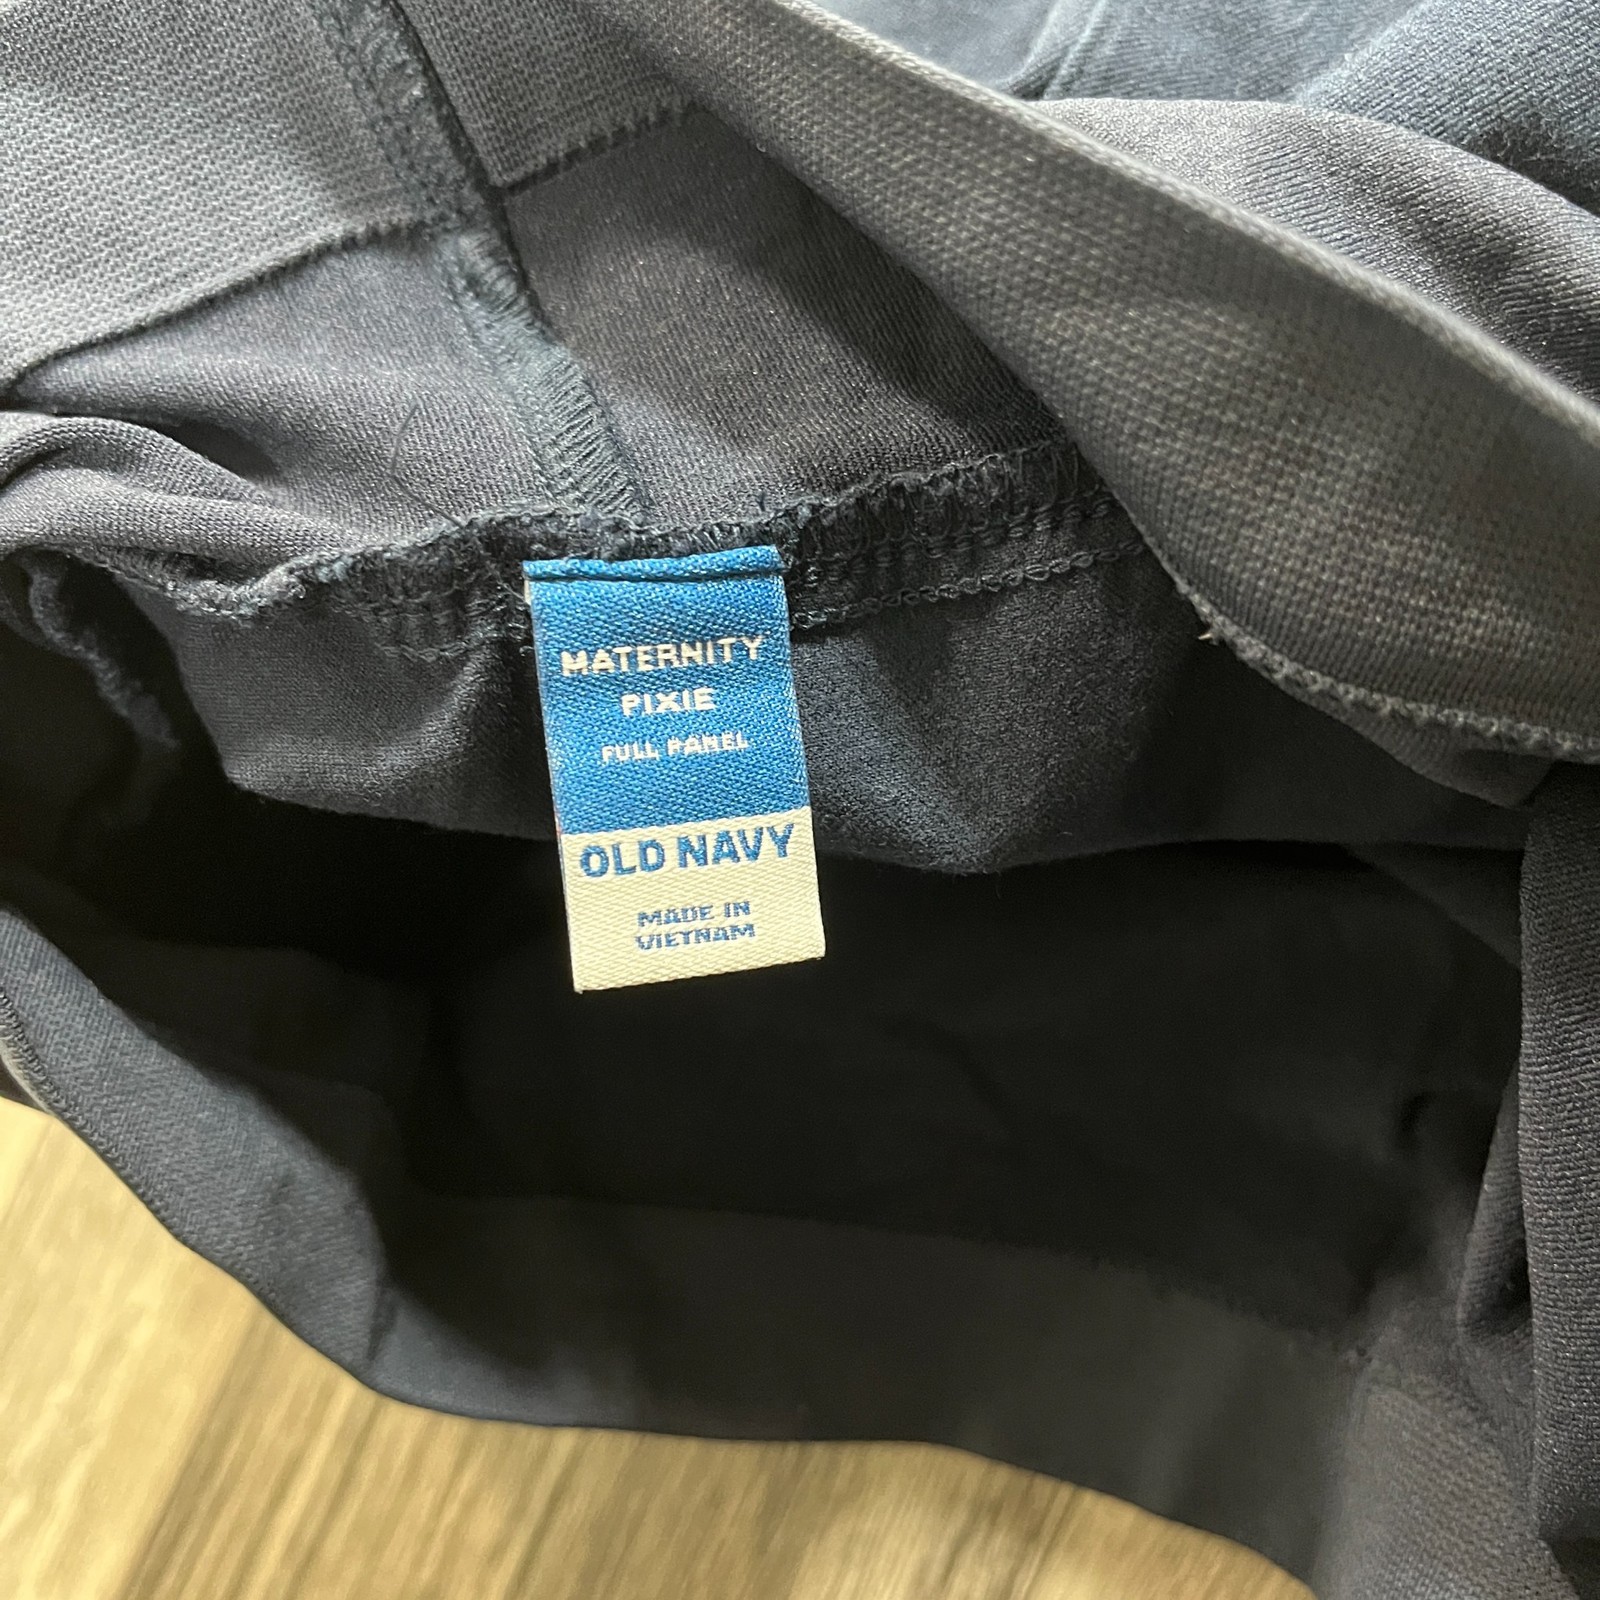 MATERNITY
PIXIE
FULL PANEL
OLD NAVY
MADE IN
VIETNAM